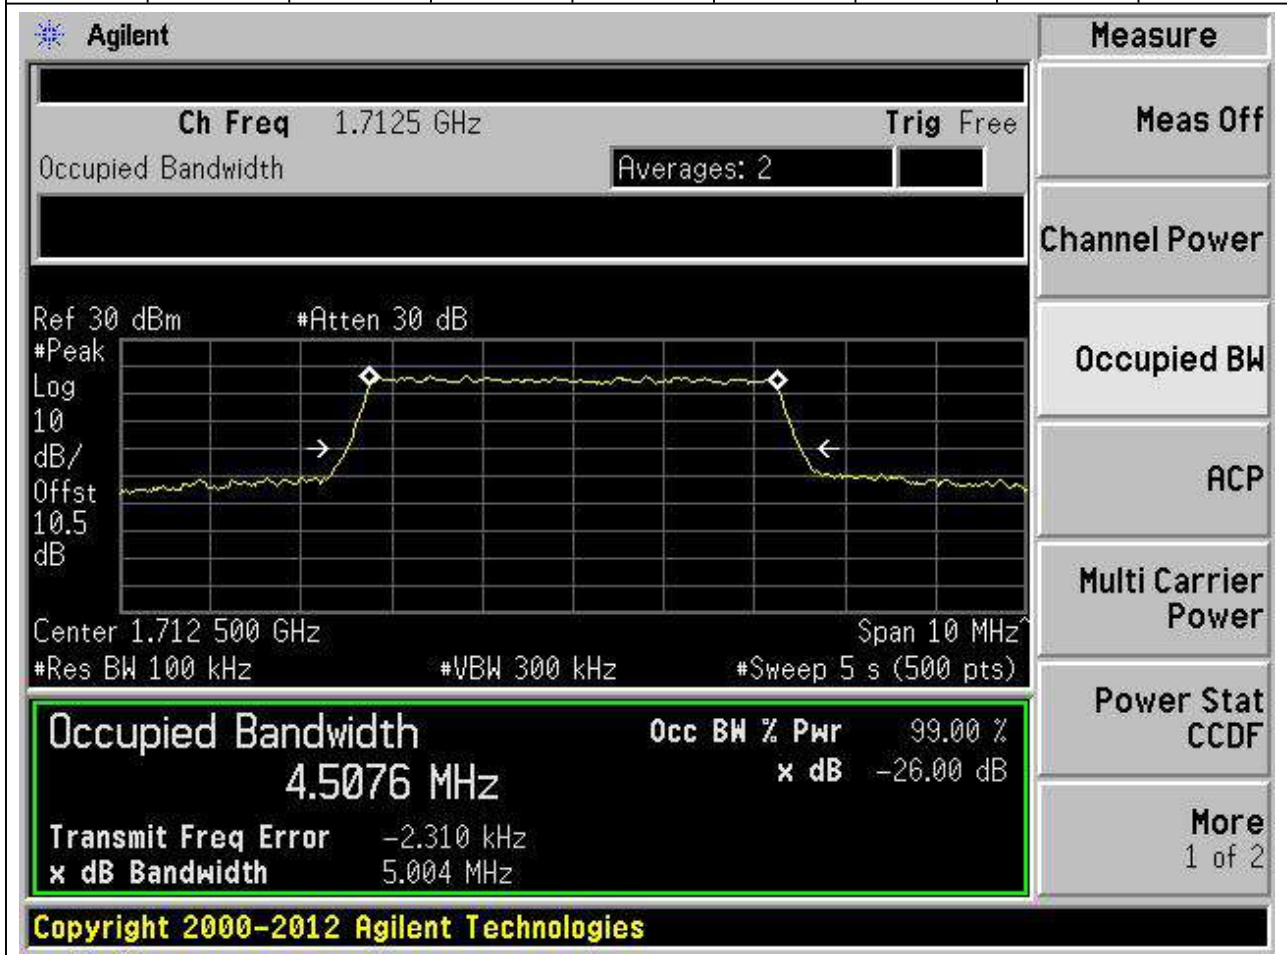 Agilent
Measure
Ch Freq 1.7125 GHz Trig Free
Meas Off
Occupied Bandwidth Averages: 2
Channel Power
Ref 30 dBm #Atten 30 dB
#Peak
Log
10
dB/
Offst
10.5
dB
Occupied BW
ACP
Multi Carrier
Power
Center 1.712 500 GHz Span 10 MHz^
#Res BW 100 kHz #VBW 300 kHz #Sweep 5 s (500 pts)
Occupied Bandwidth Occ BW % Pwr 99.00 %
4.5076 MHz x dB -26.00 dB
Power Stat
CCDF
Transmit Freq Error -2.310 kHz
x dB Bandwidth 5.004 MHz
More
1 of 2
Copyright 2000-2012 Agilent Technologies